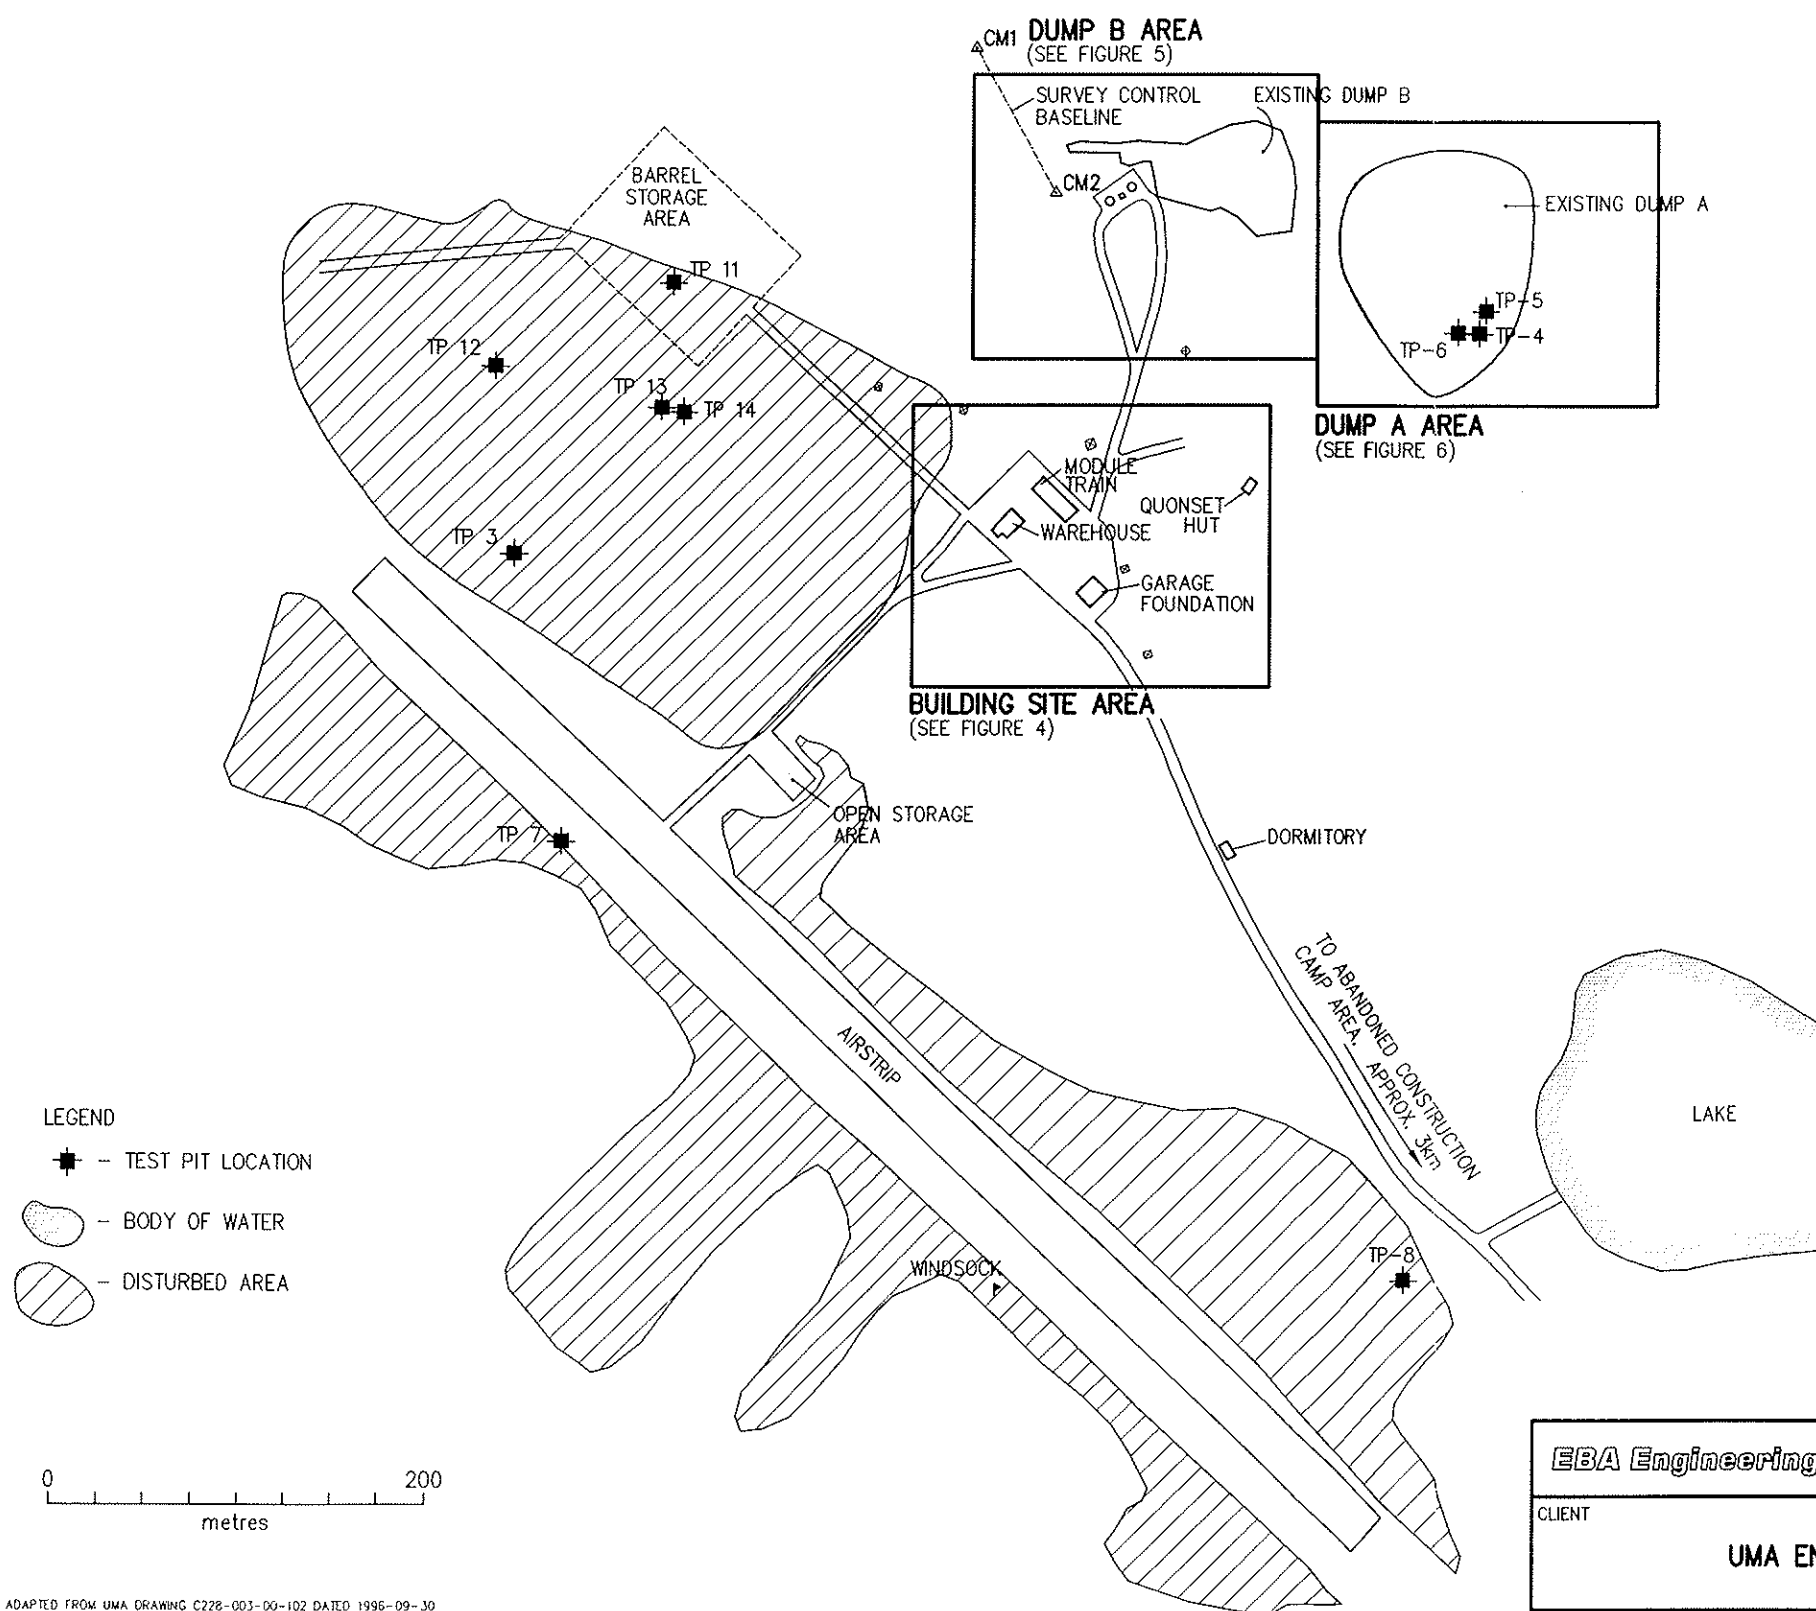 CM1
DUMP B AREA
(SEE FIGURE 5)
SURVEY CONTROL
BASELINE
EXISTING DUMP B
CM2
BARREL
STORAGE
AREA
EXISTING DUMP A
TP 11
TP-5
TP-6
TP-4
TP 12
TP 13
TP 14
DUMP A AREA
(SEE FIGURE 6)
MODULE
TRAIN
QUONSET
HUT
WAREHOUSE
TP 3
GARAGE
FOUNDATION
BUILDING SITE AREA
(SEE FIGURE 4)
OPEN STORAGE
AREA
TP 7
DORMITORY
TO ABANDONED CONSTRUCTION
CAMP AREA, APPROX. 3km
AIRSTRIP
LAKE
LEGEND
- TEST PIT LOCATION
- BODY OF WATER
- DISTURBED AREA
WINDSOCK
TP-8
0 200
metres
EBA Engineering
CLIENT
UMA EN
ADAPTED FROM UMA DRAWING C228-003-00-102 DATED 1996-09-30